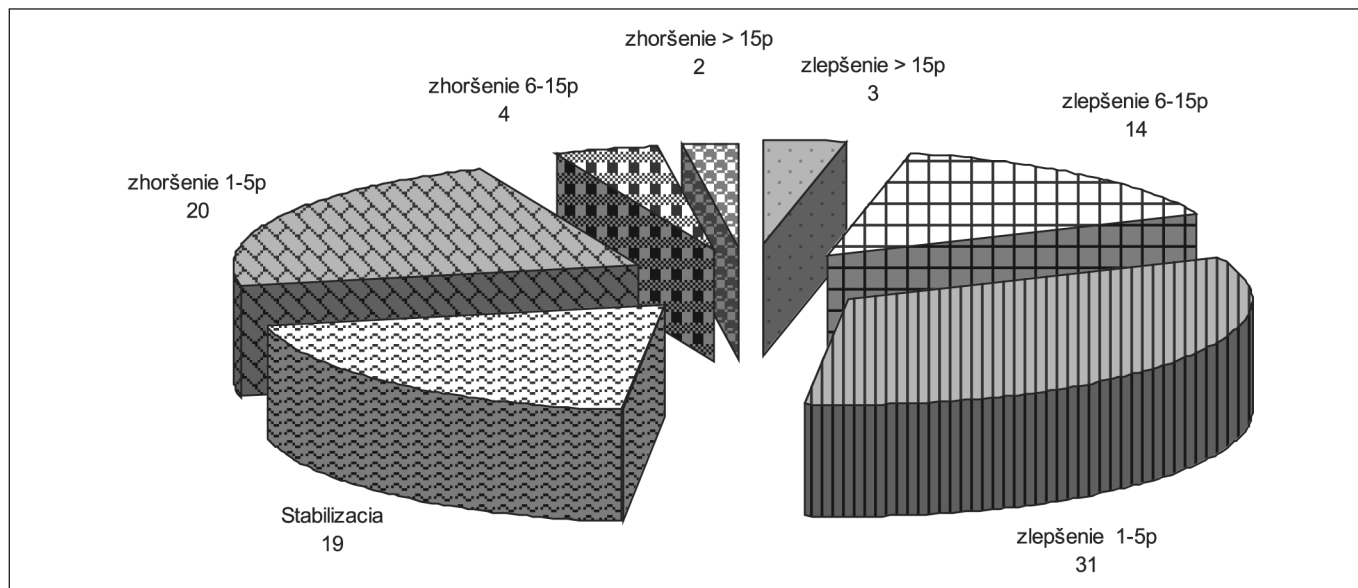 zhoršenie > 15p
2
zlepšenie > 15p
3
zhoršenie 6-15p
4
zlepšenie 6-15p
14
zhoršenie 1-5p
20
Stabilizacia
19
zlepšenie 1-5p
31